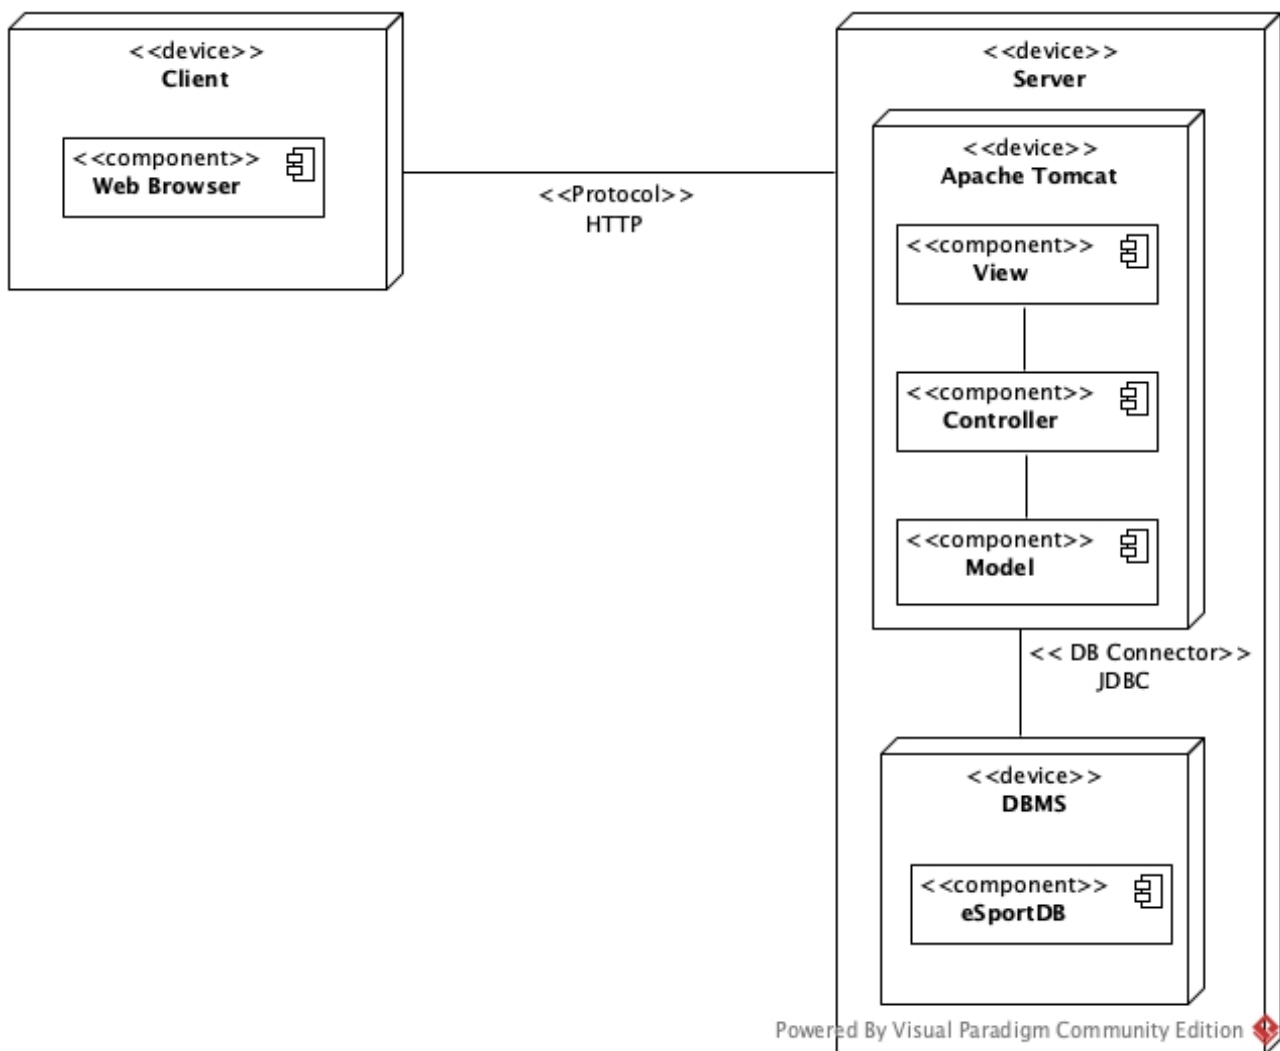 <<device>>
Client
<<component>>
Web Browser
<<Protocol>>
HTTP
<<device>>
Server
<<device>>
Apache Tomcat
<<component>>
View
<<component>>
Controller
<<component>>
Model
<< DB Connector>>
JDBC
<<device>>
DBMS
<<component>>
eSportDB
Powered By Visual Paradigm Community Edition